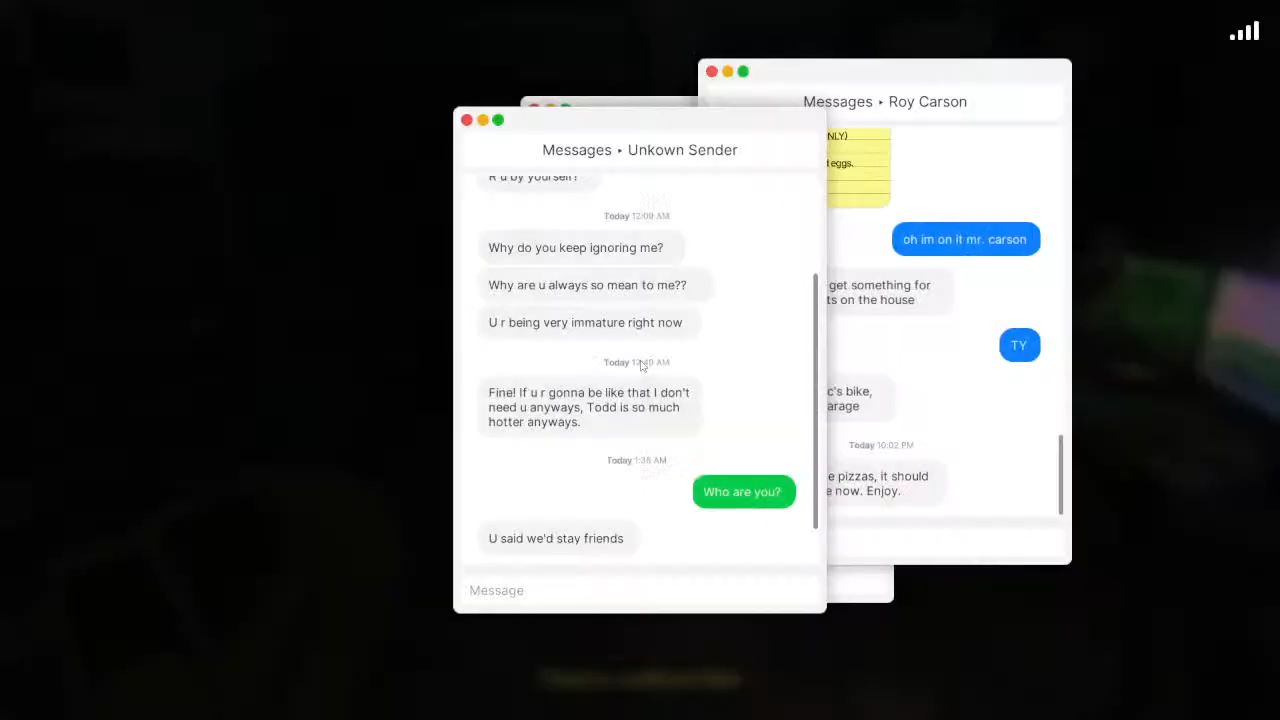 Messages ‣ Unkown Sender
R u by yourself?
Today 12:09 AM
Why do you keep ignoring me?
Why are u always so mean to me??
U r being very immature right now
Today 12:49 AM
Fine! If u r gonna be like that I don't
need u anyways, Todd is so much
hotter anyways.
Today 1:38 AM
Who are you?
U said we'd stay friends
Message
Messages ‣ Roy Carson
NLY)
eggs.
oh im on it mr. carson
get something for
ts on the house
TY
c's bike,
arage
Today 10:02 PM
e pizzas, it should
e now. Enjoy.